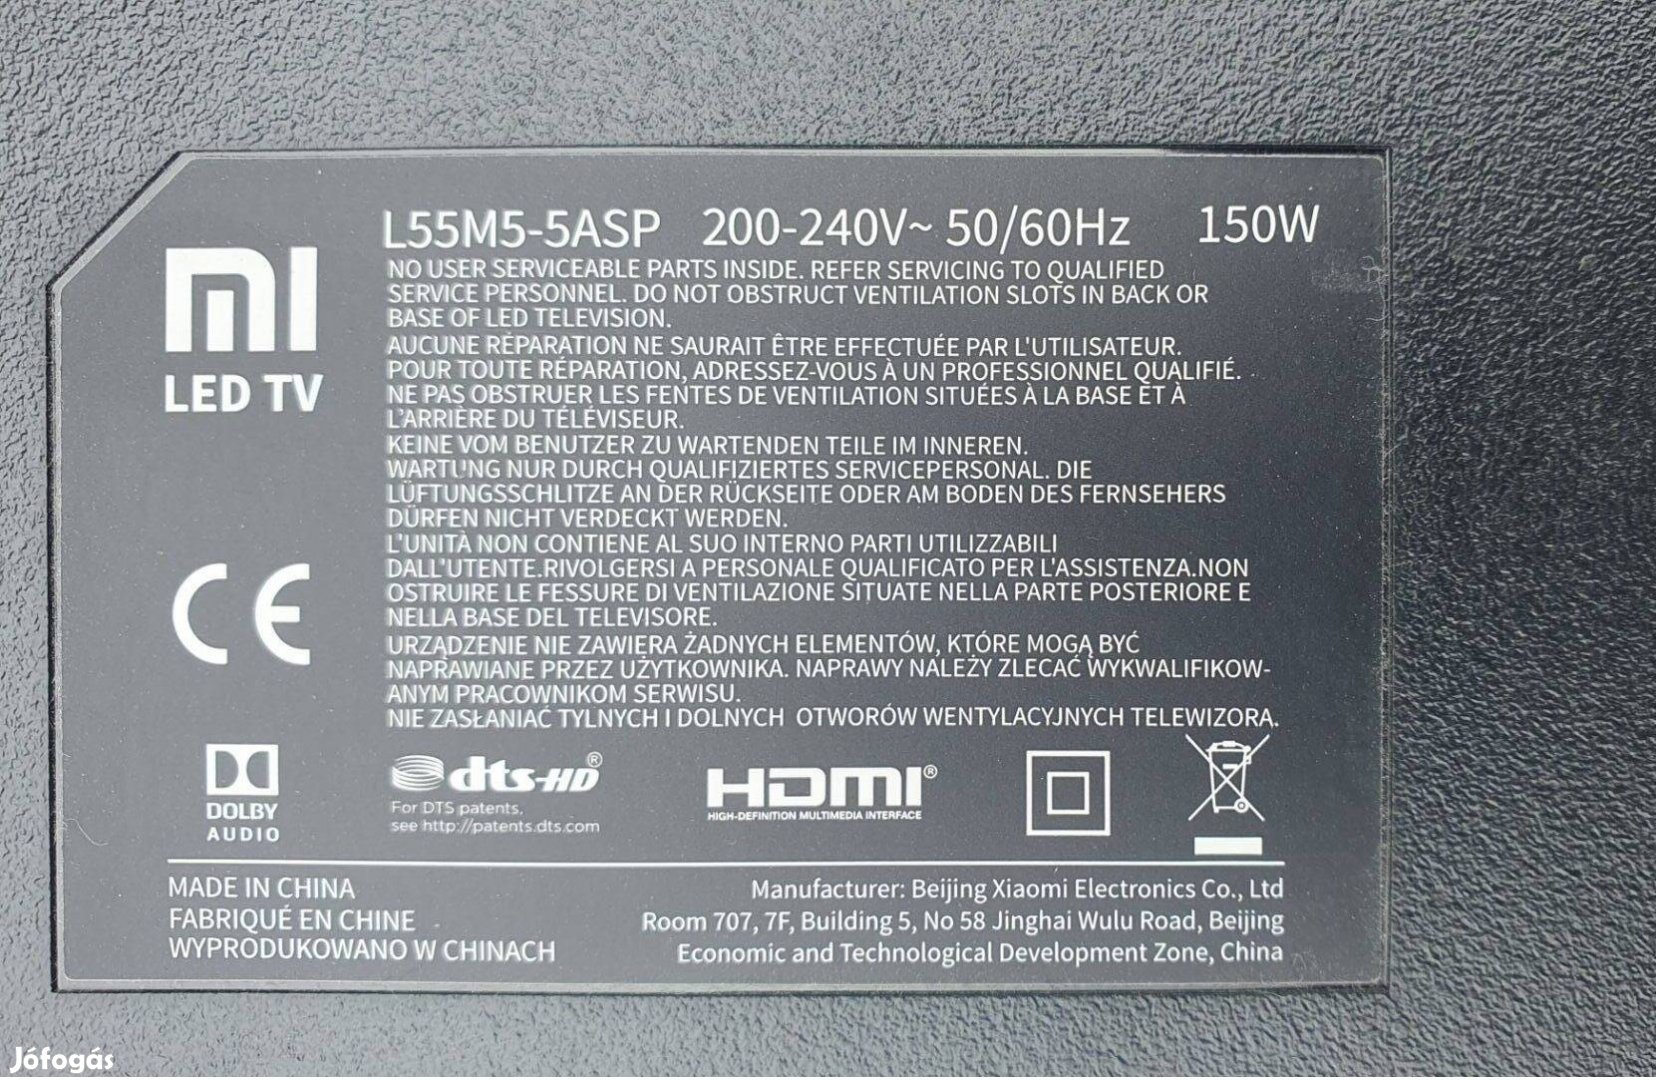 L55M5-5ASP 200-240V~ 50/60Hz 150W
mi
LED TV
NO USER SERVICEABLE PARTS INSIDE. REFER SERVICING TO QUALIFIED
SERVICE PERSONNEL. DO NOT OBSTRUCT VENTILATION SLOTS IN BACK OR
BASE OF LED TELEVISION.
AUCUNE RÉPARATION NE SAURAIT ÊTRE EFFECTUÉE PAR L'UTILISATEUR.
POUR TOUTE RÉPARATION, ADRESSEZ-VOUS À UN PROFESSIONNEL QUALIFIÉ.
NE PAS OBSTRUER LES FENTES DE VENTILATION SITUÉES À LA BASE ET À
L'ARRIÈRE DU TÉLÉVISEUR.
KEINE VOM BENUTZER ZU WARTENDEN TEILE IM INNEREN.
WARTUNG NUR DURCH QUALIFIZIERTES SERVICEPERSONAL. DIE
LÜFTUNGSSCHLITZE AN DER RÜCKSEITE ODER AM BODEN DES FERNSEHERS
DÜRFEN NICHT VERDECKT WERDEN.
L'UNITÀ NON CONTIENE AL SUO INTERNO PARTI UTILIZZABILI
DALL'UTENTE.RIVOLGERSI A PERSONALE QUALIFICATO PER L'ASSISTENZA.NON
OSTRUIRE LE FESSURE DI VENTILAZIONE SITUATE NELLA PARTE POSTERIORE E
NELLA BASE DEL TELEVISORE.
URZĄDZENIE NIE ZAWIERA ŻADNYCH ELEMENTÓW, KTÓRE MOGĄ BYĆ
NAPRAWIANE PRZEZ UŻYTKOWNIKA. NAPRAWY NALEŻY ZLECAĆ WYKWALIFIKOW-
ANYM PRACOWNIKOM SERWISU.
NIE ZASŁANIAĆ TYLNYCH I DOLNYCH OTWORÓW WENTYLACYJNYCH TELEWIZORA.
CE
DOLBY
AUDIO
dts-HD®
For DTS patents,
see http://patents.dts.com
HDMI®
HIGH-DEFINITION MULTIMEDIA INTERFACE
MADE IN CHINA
FABRIQUÉ EN CHINE
WYPRODUKOWANO W CHINACH
Manufacturer: Beijing Xiaomi Electronics Co., Ltd
Room 707, 7F, Building 5, No 58 Jinghai Wulu Road, Beijing
Economic and Technological Development Zone, China
Jófogás